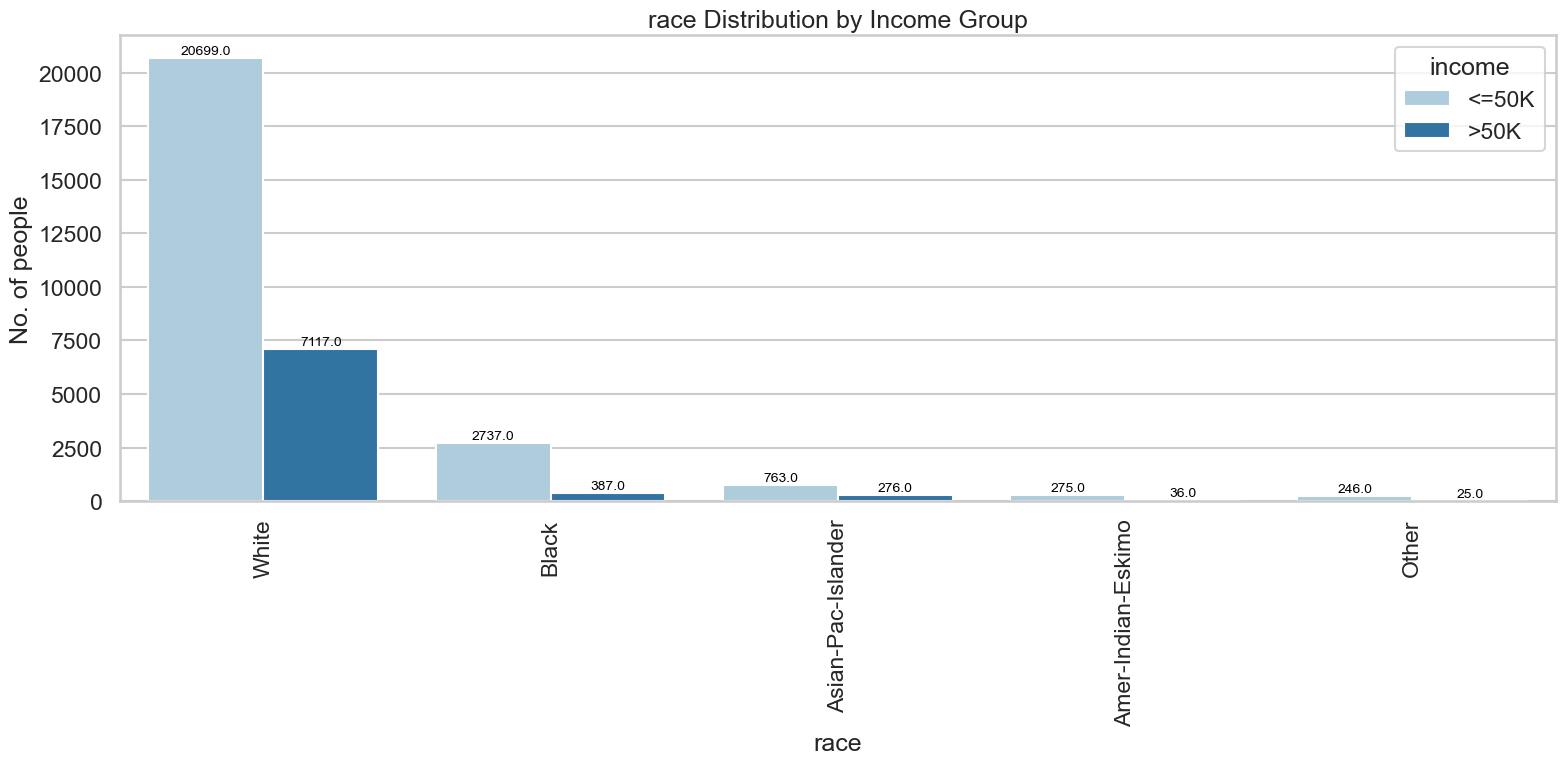 race Distribution by Income Group
income
<=50K
>50K
No. of people
20000
17500
15000
12500
10000
7500
5000
2500
0
20699.0
7117.0
2737.0
387.0
763.0
276.0
275.0
36.0
246.0
25.0
White
Black
Asian-Pac-Islander
Amer-Indian-Eskimo
Other
race